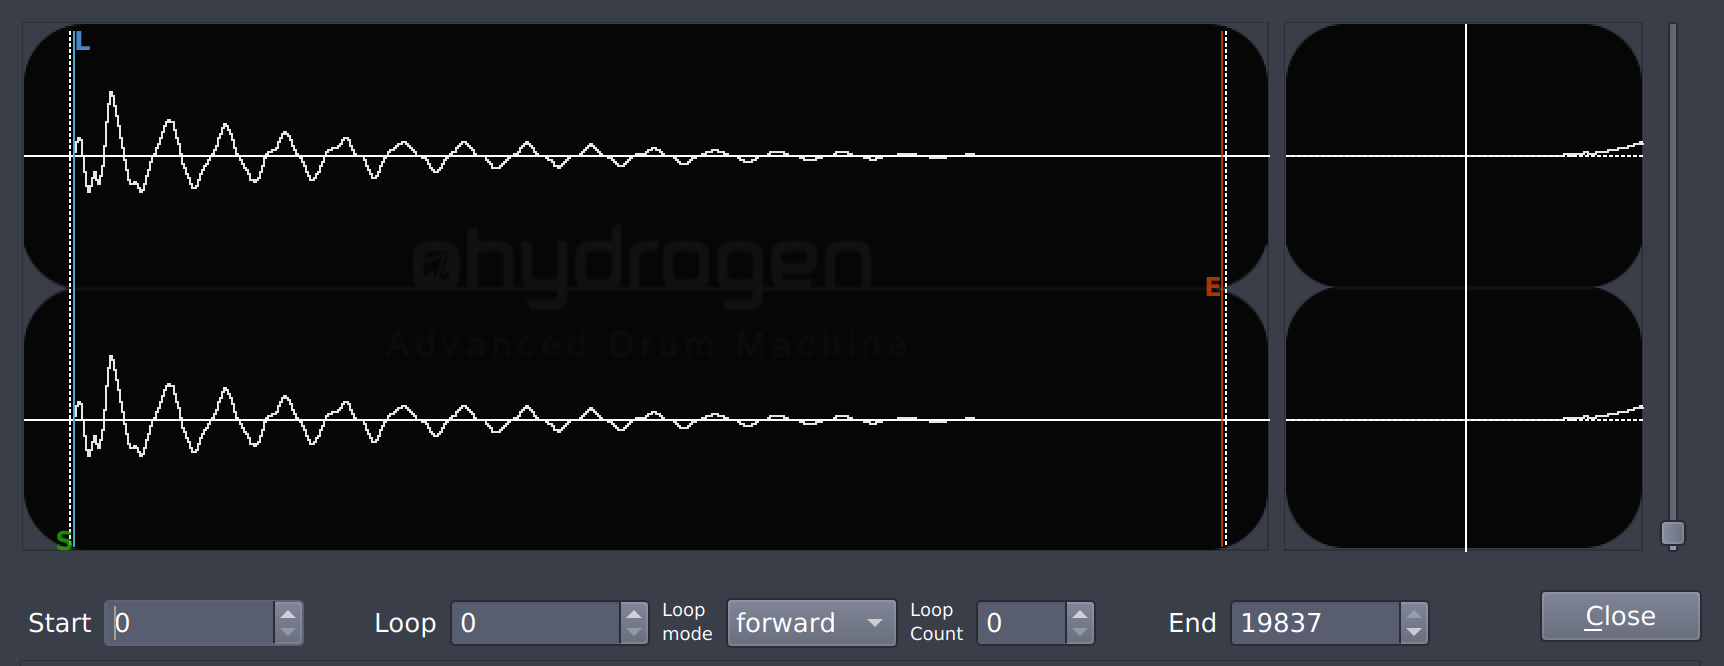 L
hydrogen
E
Advanced Drum Machine
S
Start 0 Loop 0 Loop mode forward Loop Count 0 End 19837 Close